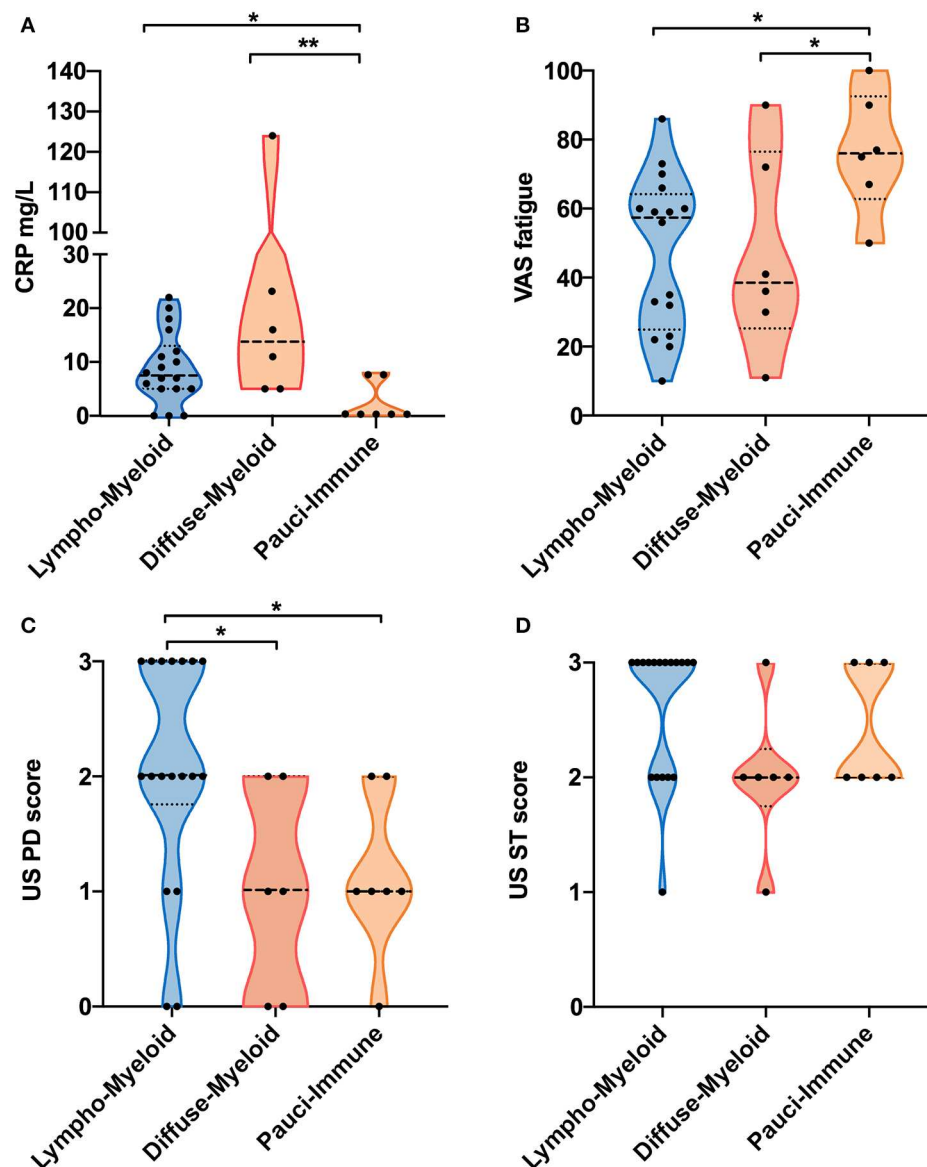 A
*
**
CRP mg/L
140
130
120
110
100
30
20
10
0
Lympho-Myeloid
Diffuse-Myeloid
Pauci-Immune
B
*
*
VAS fatigue
100
80
60
40
20
0
Lympho-Myeloid
Diffuse-Myeloid
Pauci-Immune
C
*
*
US PD score
3
2
1
0
Lympho-Myeloid
Diffuse-Myeloid
Pauci-Immune
D
US ST score
3
2
1
0
Lympho-Myeloid
Diffuse-Myeloid
Pauci-Immune